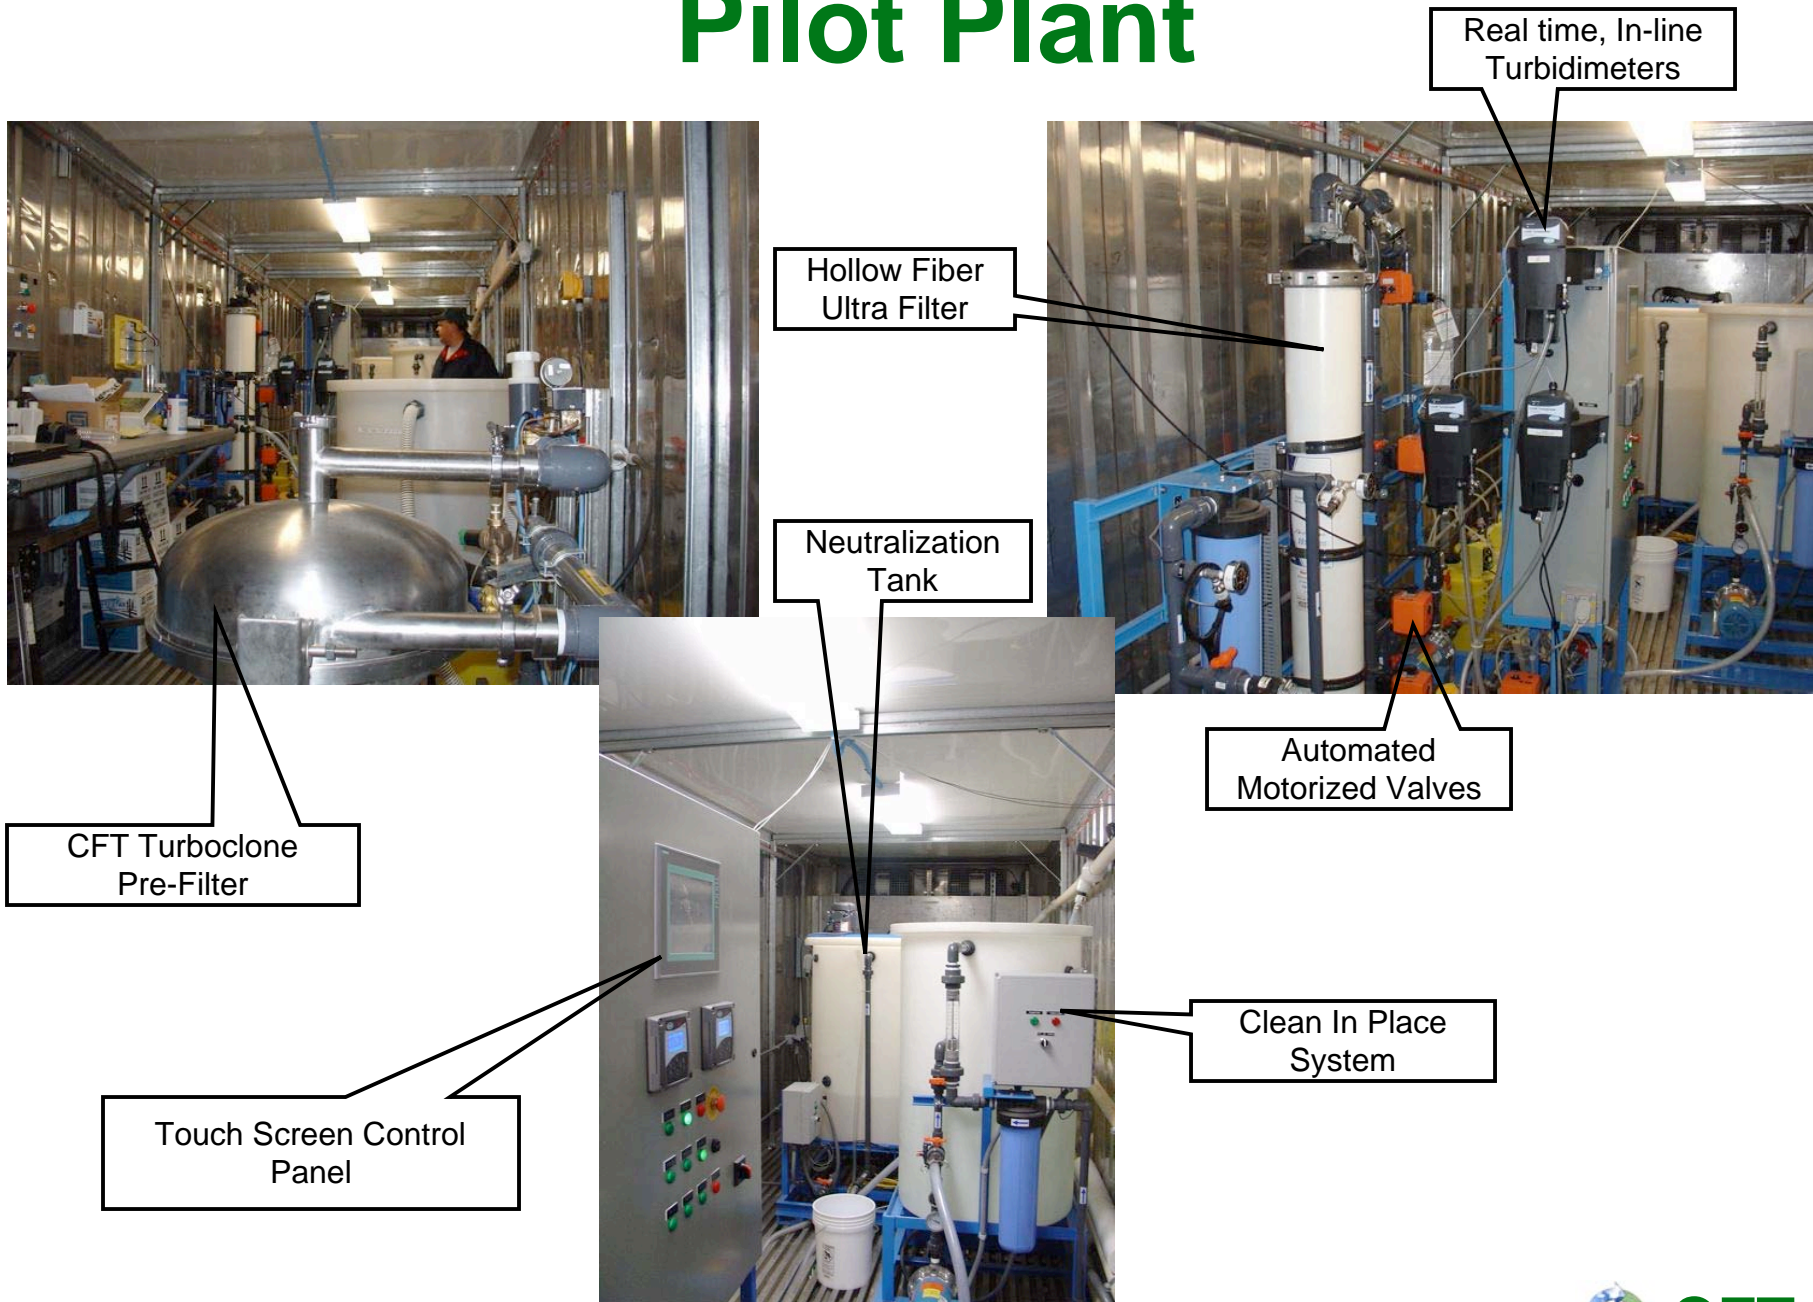 Pilot Plant
Real time, In-line
Turbidimeters
Hollow Fiber
Ultra Filter
Neutralization
Tank
Automated
Motorized Valves
CFT Turboclone
Pre-Filter
Clean In Place
System
Touch Screen Control
Panel